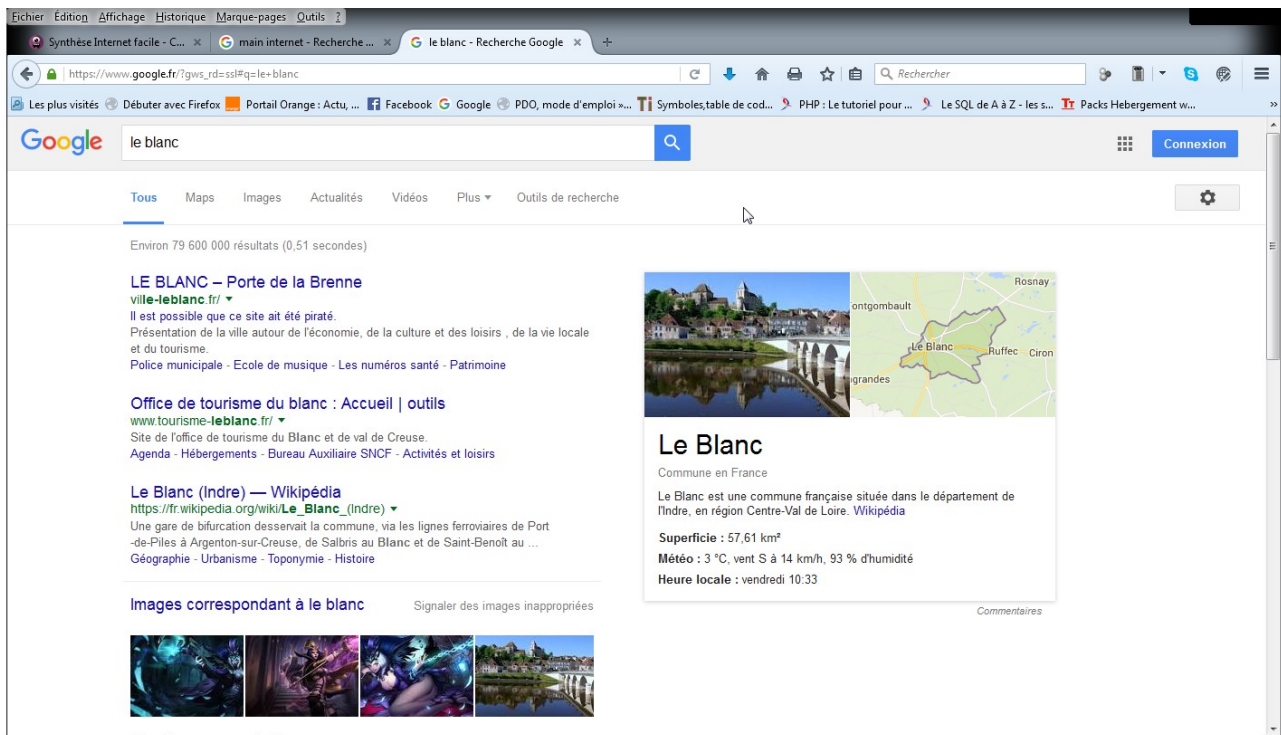 Fichier Édition Affichage Historique Marque-pages Outils ?
Synthèse Internet facile - C... × G main internet - Recherche ... × G le blanc - Recherche Google × +
https://www.google.fr/?gws_rd=ssl#q=le+blanc Rechercher
Les plus visités Débuter avec Firefox Portail Orange : Actu, ... Facebook G Google PDO, mode d'emploi »... Ti Symboles,table de cod... PHP : Le tutoriel pour ... Le SQL de A à Z - les s... TT Packs Hebergement w... »
Google le blanc Connexion
Tous Maps Images Actualités Vidéos Plus Outils de recherche
Environ 79 600 000 résultats (0,51 secondes)
LE BLANC – Porte de la Brenne
ville-leblanc.fr/
Il est possible que ce site ait été piraté.
Présentation de la ville autour de l'économie, de la culture et des loisirs , de la vie locale
et du tourisme.
Police municipale - Ecole de musique - Les numéros santé - Patrimoine
Office de tourisme du blanc : Accueil | outils
www.tourisme-leblanc.fr/
Site de l'office de tourisme du Blanc et de val de Creuse.
Agenda - Hébergements - Bureau Auxiliaire SNCF - Activités et loisirs
Le Blanc (Indre) — Wikipédia
https://fr.wikipedia.org/wiki/Le_Blanc_(Indre)
Une gare de bifurcation desservait la commune, via les lignes ferroviaires de Port
-de-Piles à Argenton-sur-Creuse, de Salbris au Blanc et de Saint-Benoît au ...
Géographie - Urbanisme - Toponymie - Histoire
Images correspondant à le blanc Signaler des images inappropriées
Rosnay
ontgombault
Le Blanc
Ruffec Ciron
grandes
Le Blanc
Commune en France
Le Blanc est une commune française située dans le département de
l'Indre, en région Centre-Val de Loire. Wikipédia
Superficie : 57,61 km²
Météo : 3 °C, vent S à 14 km/h, 93 % d'humidité
Heure locale : vendredi 10:33
Commentaires